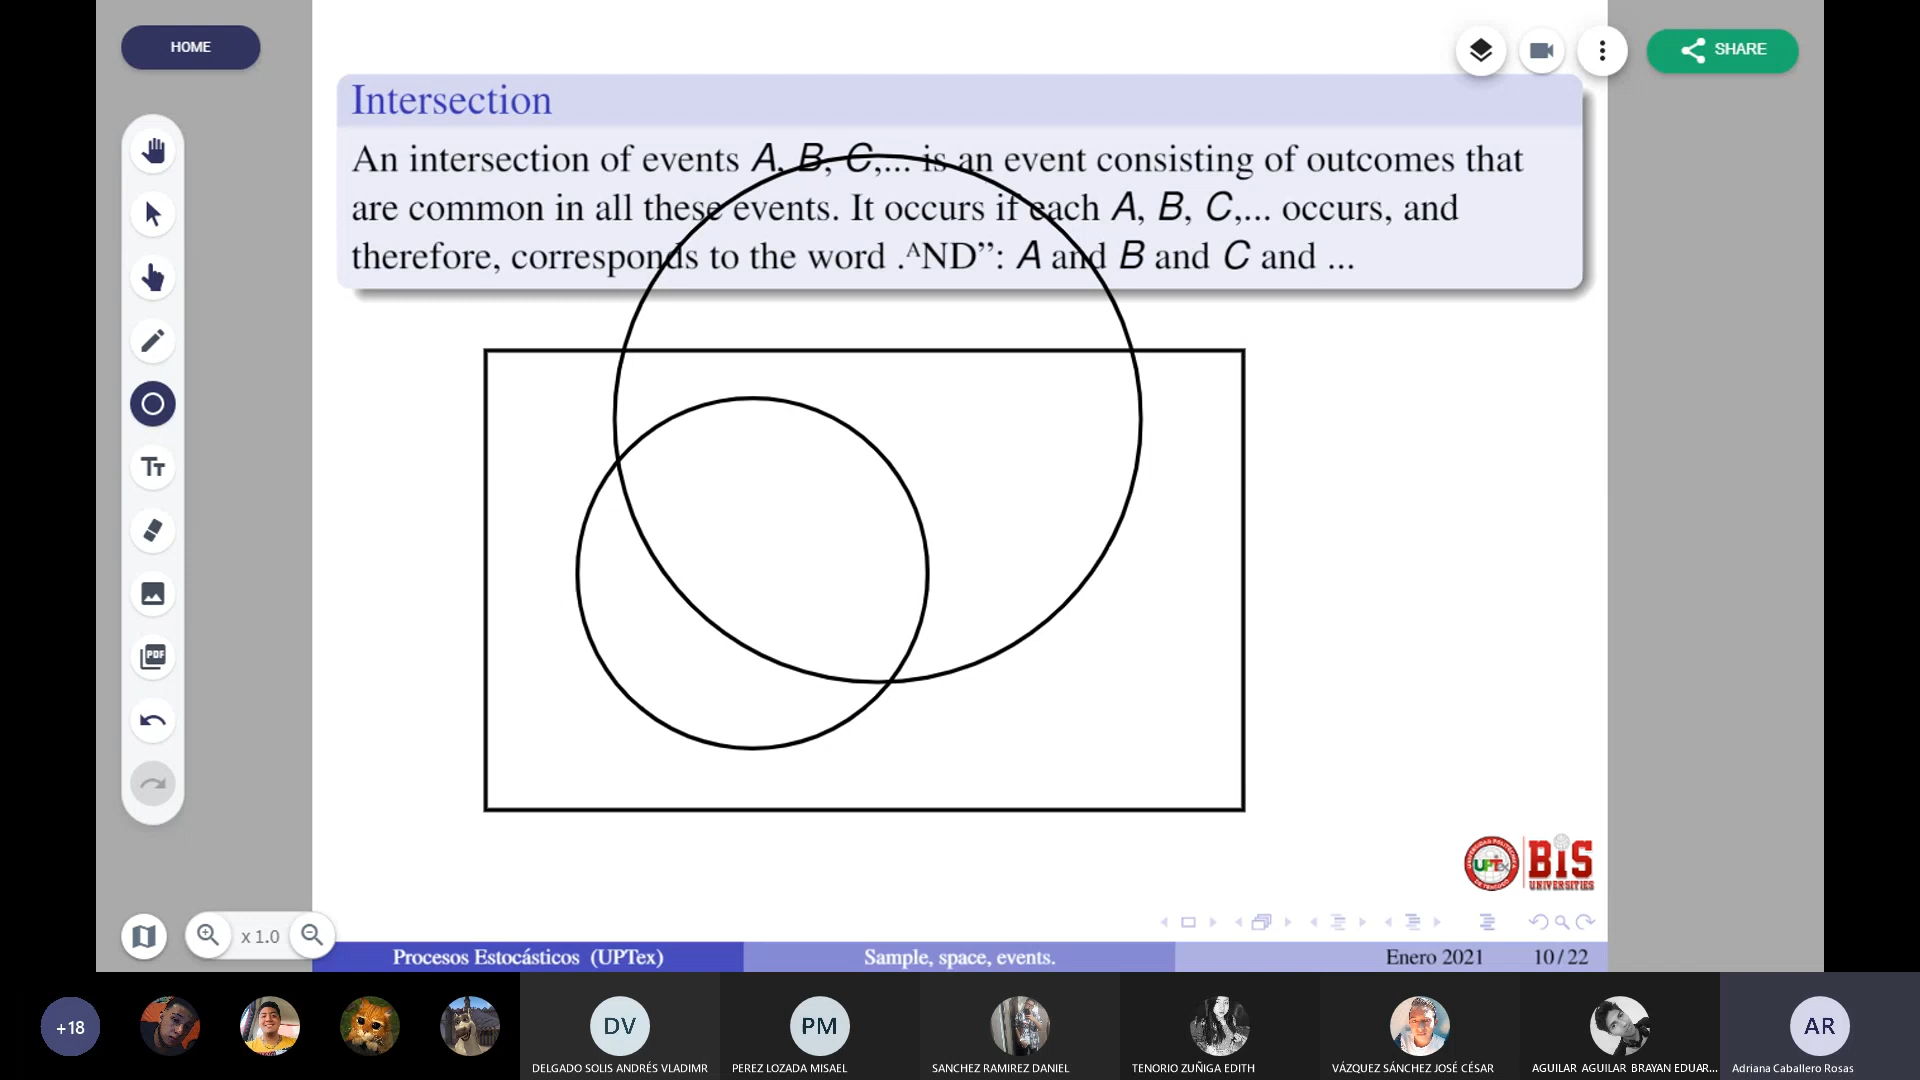 HOME
SHARE
Intersection
An intersection of events A, B, C,... is an event consisting of outcomes that
are common in all these events. It occurs if each A, B, C,... occurs, and
therefore, corresponds to the word .ᴬND”: A and B and C and ...
TT
PDF
UPTex
BIS
UNIVERSITIES
x 1.0
Procesos Estocásticos (UPTex)
Sample, space, events.
Enero 2021
10 / 22
+18
DV
PM
AR
DELGADO SOLIS ANDRÉS VLADIMR
PEREZ LOZADA MISAEL
SANCHEZ RAMIREZ DANIEL
TENORIO ZUÑIGA EDITH
VÁZQUEZ SÁNCHEZ JOSÉ CÉSAR
AGUILAR AGUILAR BRAYAN EDUAR...
Adriana Caballero Rosas